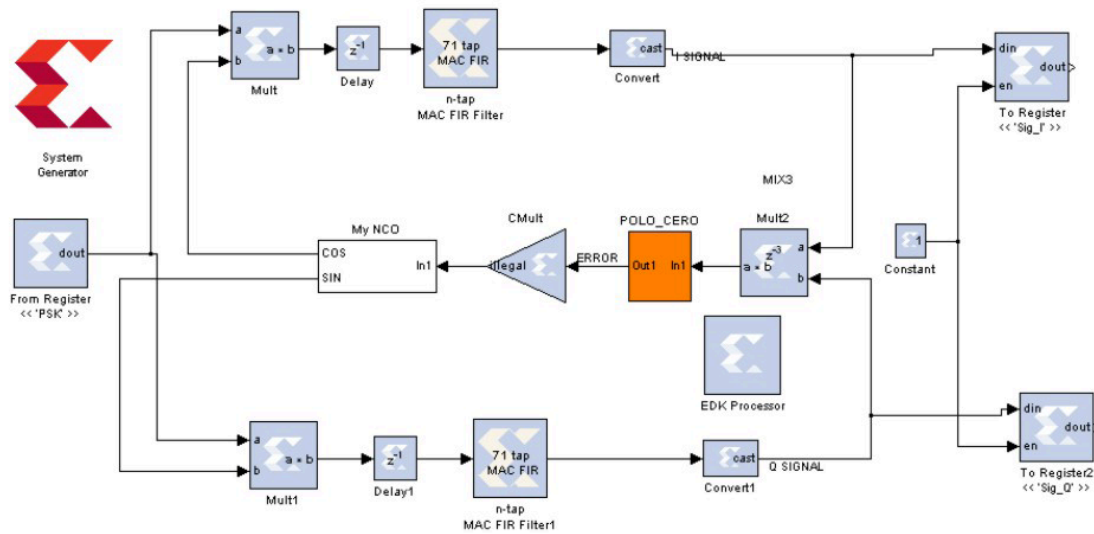 a
b
a × b
Mult
z⁻¹
Delay
71 tap
MAC FIR
n-tap
MAC FIR Filter
cast
Convert
I SIGNAL
din
en
dout
To Register
<< 'Sig_I' >>
System
Generator
MIX3
dout
From Register
<< 'PSK' >>
My NCO
COS
SIN
In1
CMult
illegal
ERROR
POLO_CERO
Out1
In1
Mult2
z⁻³
a × b
a
b
1
Constant
EDK Processor
a
b
a × b
Mult1
z⁻¹
Delay1
71 tap
MAC FIR
n-tap
MAC FIR Filter1
cast
Convert1
Q SIGNAL
din
en
dout
To Register2
<< 'Sig_Q' >>